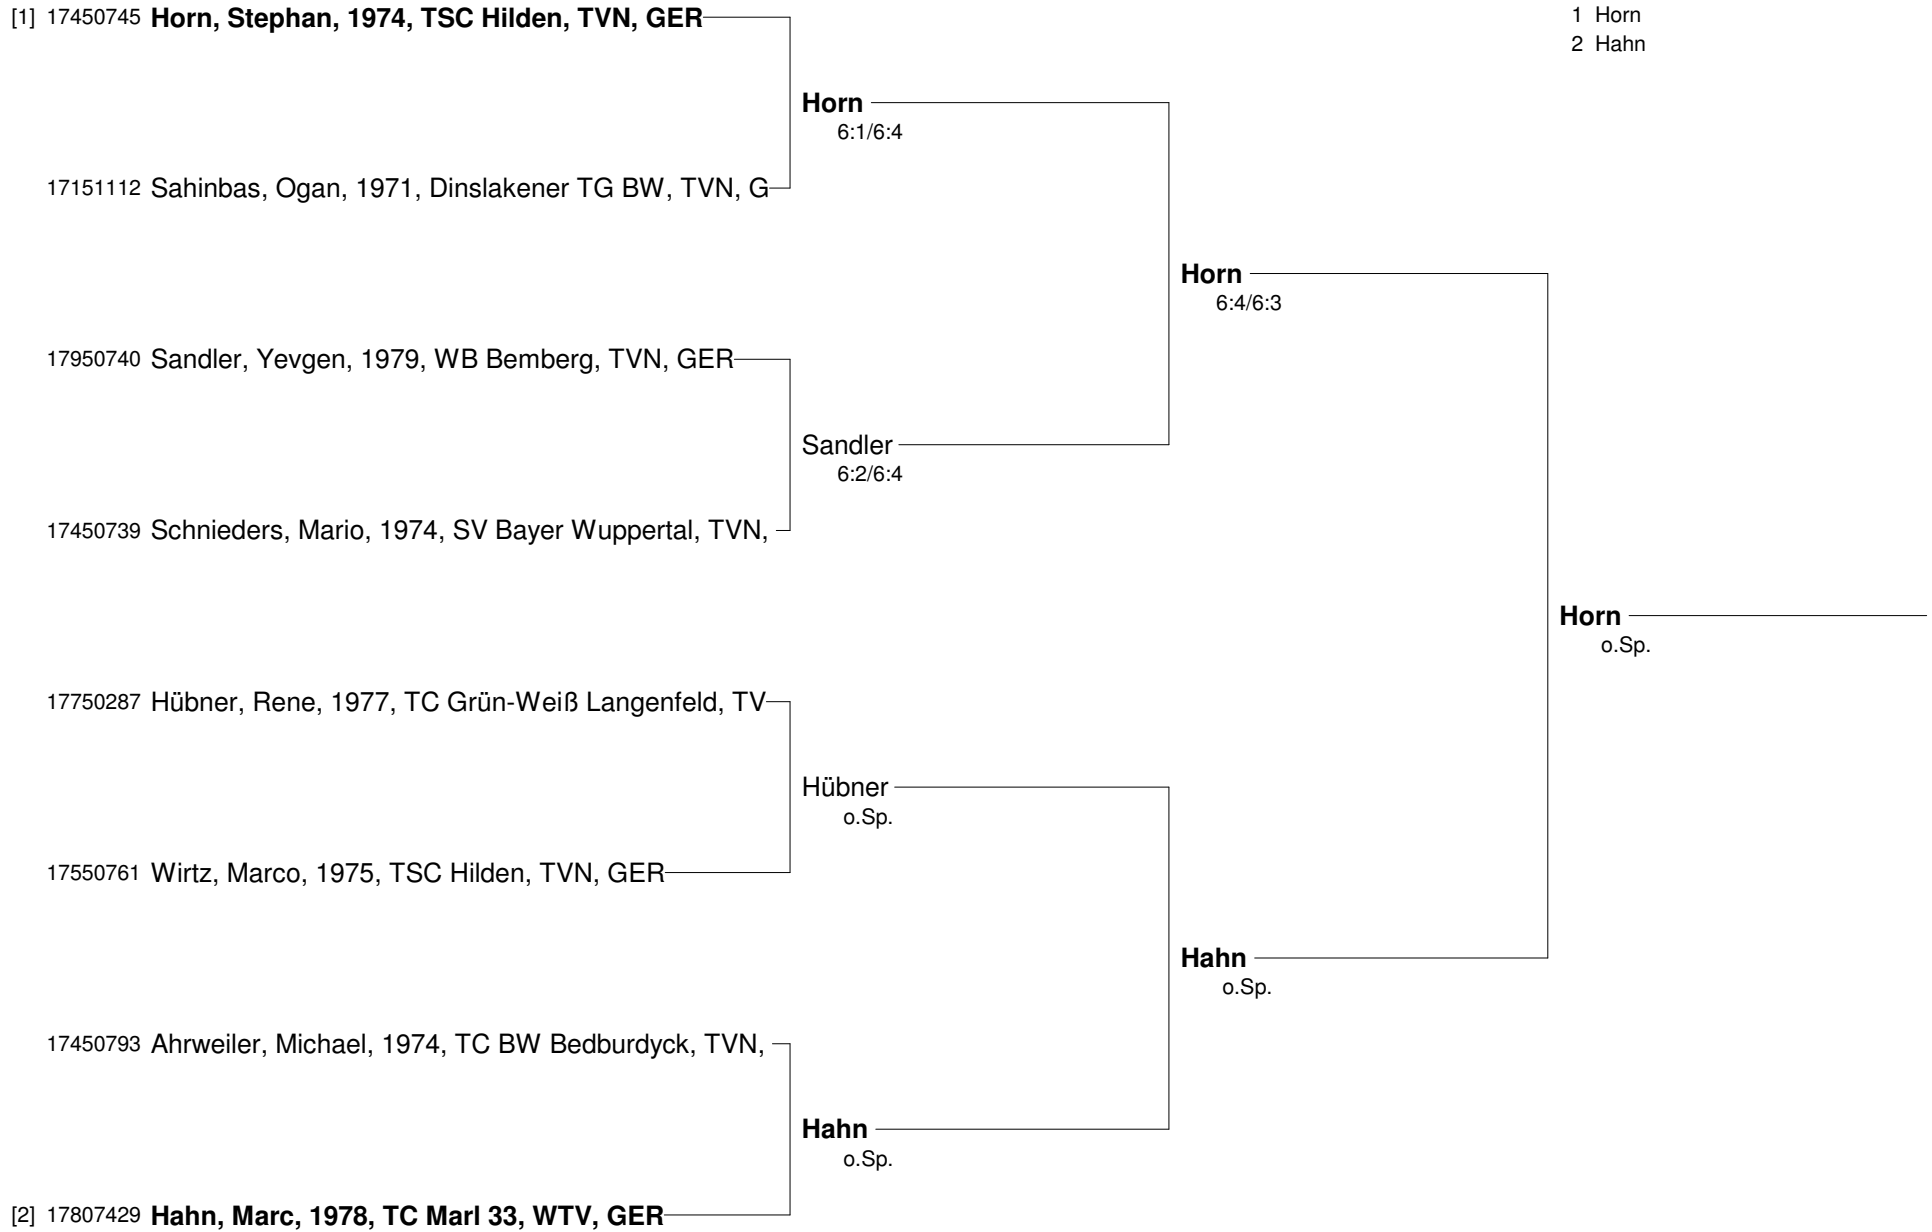 [1] 17450745 Horn, Stephan, 1974, TSC Hilden, TVN, GER
1 Horn
2 Hahn
Horn
6:1/6:4
17151112 Sahinbas, Ogan, 1971, Dinslakener TG BW, TVN, G
Horn
6:4/6:3
17950740 Sandler, Yevgen, 1979, WB Bemberg, TVN, GER
Sandler
6:2/6:4
17450739 Schnieders, Mario, 1974, SV Bayer Wuppertal, TVN,
Horn
o.Sp.
17750287 Hübner, Rene, 1977, TC Grün-Weiß Langenfeld, TV
Hübner
o.Sp.
17550761 Wirtz, Marco, 1975, TSC Hilden, TVN, GER
Hahn
o.Sp.
17450793 Ahrweiler, Michael, 1974, TC BW Bedburdyck, TVN,
Hahn
o.Sp.
[2] 17807429 Hahn, Marc, 1978, TC Marl 33, WTV, GER